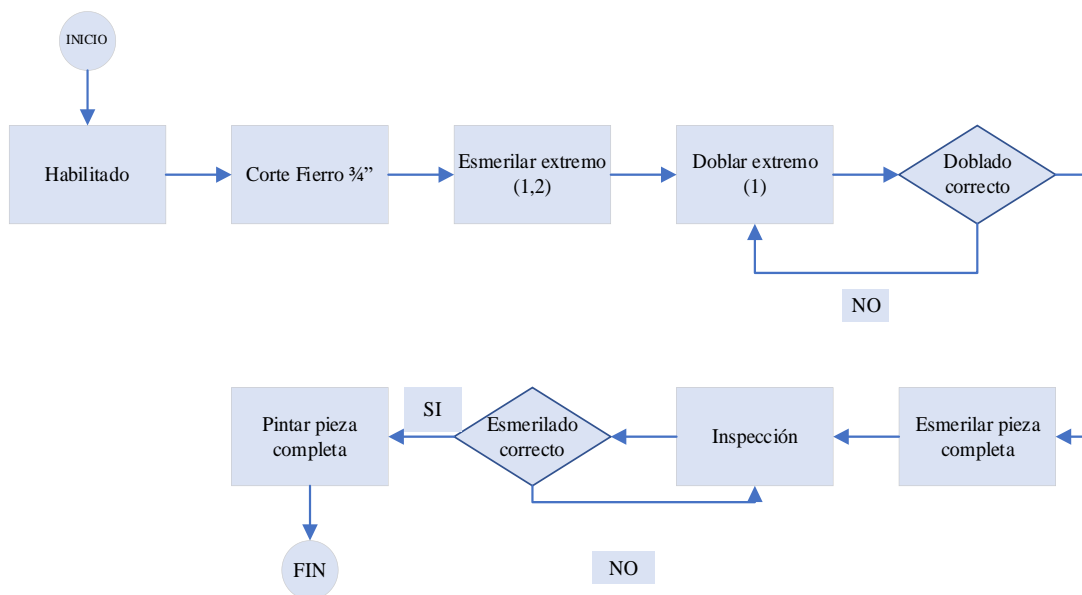 INICIO
Habilitado
Corte Fierro ¾”
Esmerilar extremo
(1,2)
Doblar extremo
(1)
Doblado
correcto
NO
Pintar pieza
completa
SI
Esmerilado
correcto
Inspección
Esmerilar pieza
completa
FIN
NO